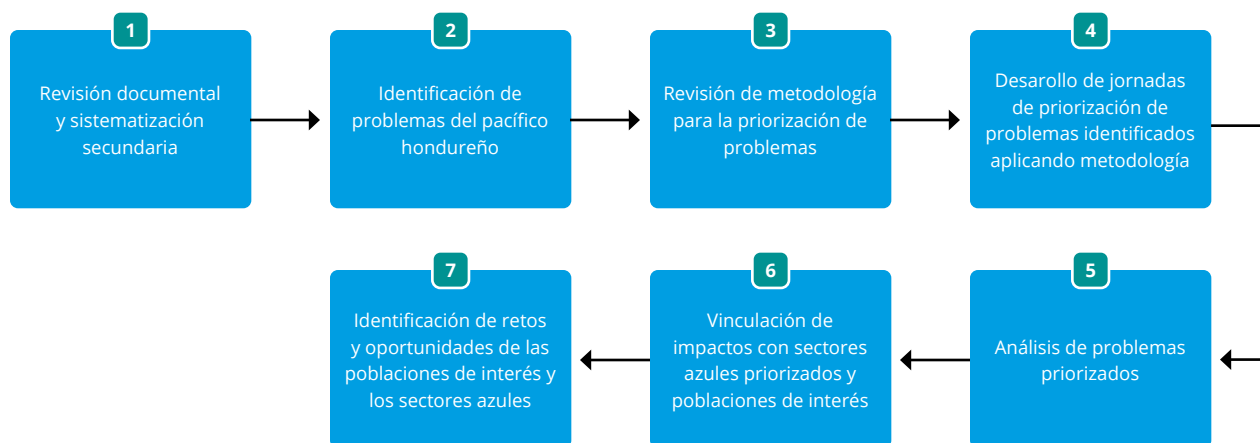 1
Revisión documental
y sistematización
secundaria
2
Identificación de
problemas del pacífico
hondureño
3
Revisión de metodología
para la priorización de
problemas
4
Desarollo de jornadas
de priorización de
problemas identificados
aplicando metodología
5
Análisis de problemas
priorizados
6
Vinculación de
impactos con sectores
azules priorizados y
poblaciones de interés
7
Identificación de retos
y oportunidades de las
poblaciones de interés y
los sectores azules